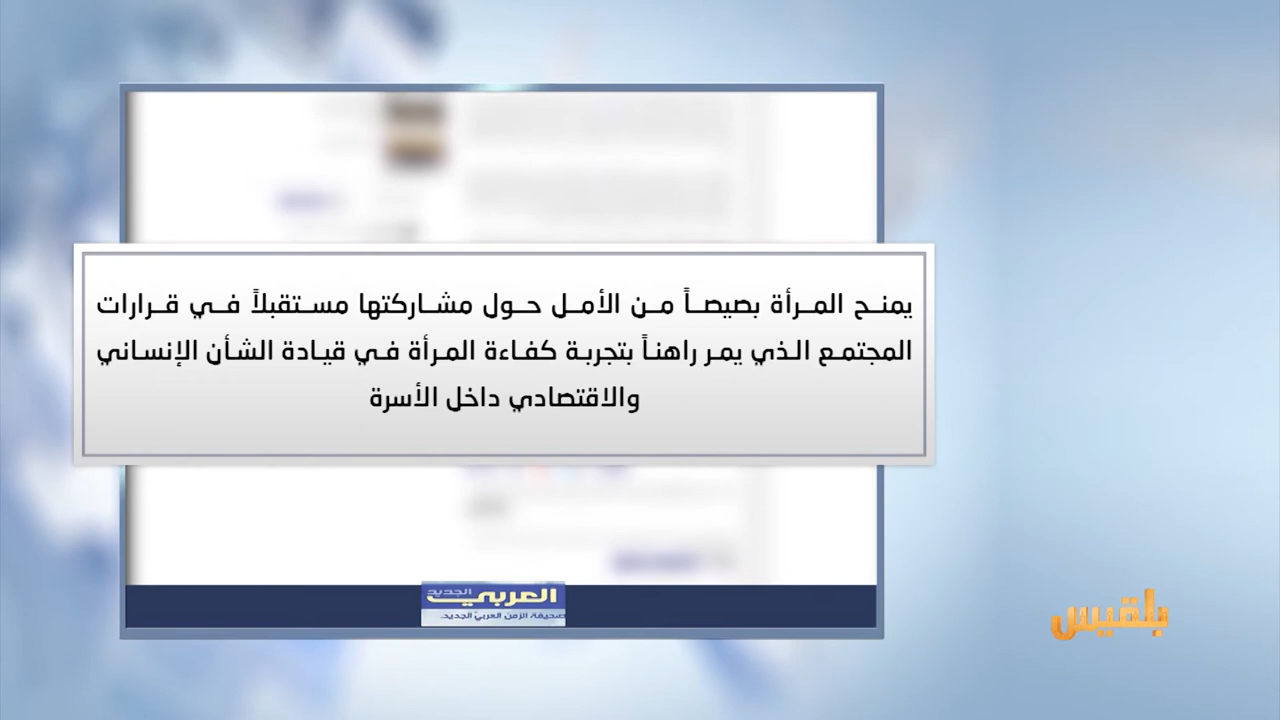 يمنح المرأة بصيصاً من الأمل حول مشاركتها مستقبلاً في قرارات
المجتمع الذي يمر راهناً بتجربة كفاءة المرأة في قيادة الشأن الإنساني
والاقتصادي داخل الأسرة
العربي الجديد
صحيفة الزمن العربي الجديد.
بلقيس